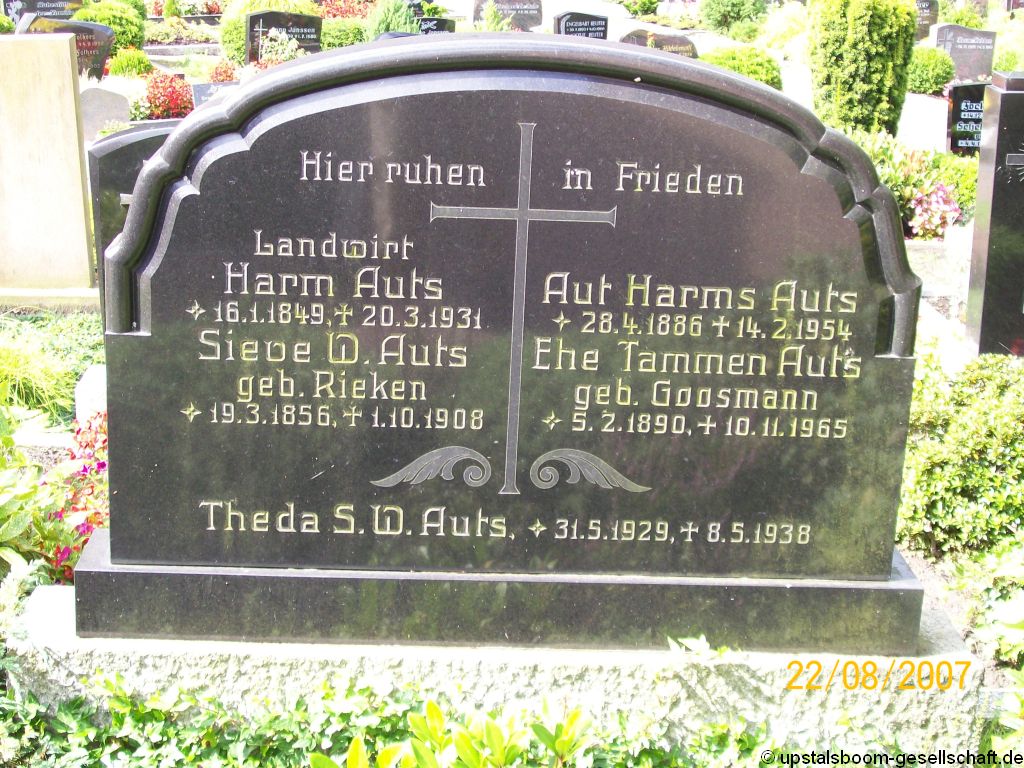 Hier ruhen in Frieden
Landwirt
Harm Auts
✧ 16.1.1849, ✝ 20.3.1931
Sieve W. Auts
geb. Rieken
✧ 19.3.1856, ✝ 1.10.1908
Aut Harms Auts
✧ 28.4.1886 ✝ 14.2.1954
Ehe Tammen Auts
geb. Goosmann
✧ 5.2.1890, ✝ 10.11.1965
Theda S. W. Auts, ✧ 31.5.1929, ✝ 8.5.1938
22/08/2007
© upstalsboom-gesellschaft.de